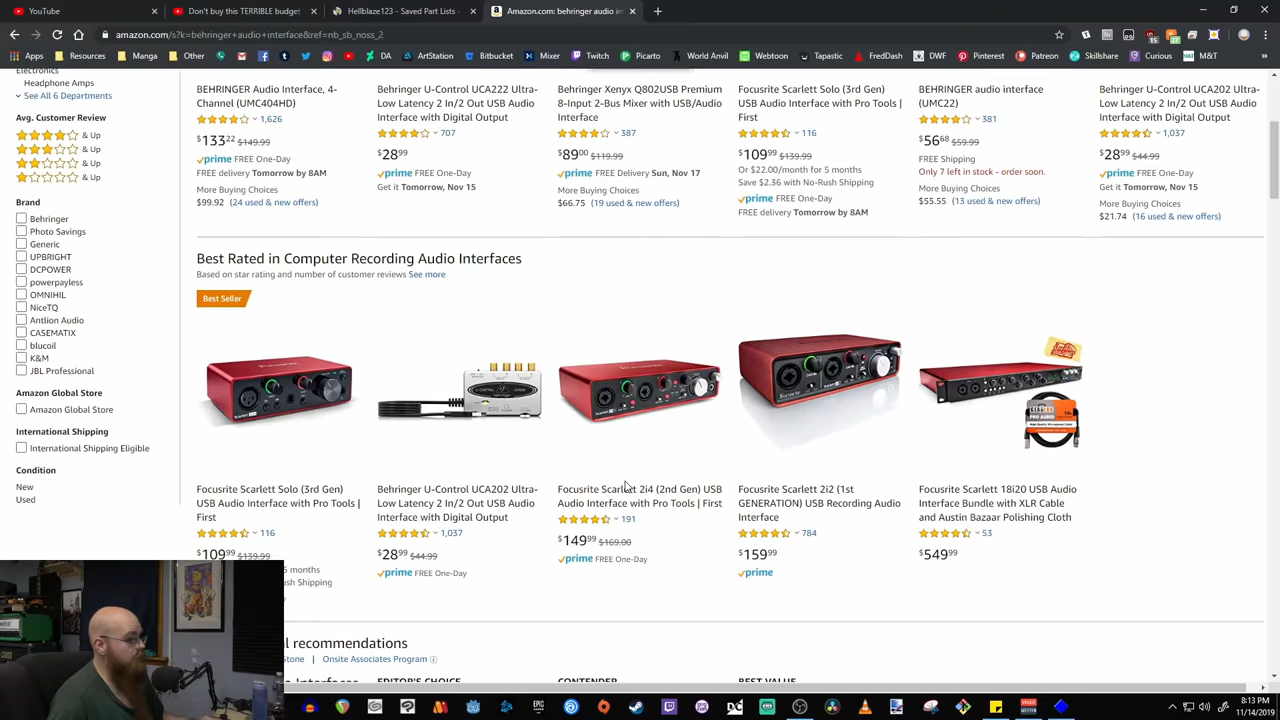 YouTube
Don't buy this TERRIBLE budget
Hellblaze123 - Saved Part Lists -
Amazon.com: behringer audio in
amazon.com/s?k=behringer+audio+interface&ref=nb_sb_noss_2
Apps
Resources
Manga
Other
DA
ArtStation
Bitbucket
Mixer
Twitch
Picarto
World Anvil
Webtoon
Tapastic
FredDash
DWF
Pinterest
Patreon
Skillshare
Curious
M&T
Electronics
Headphone Amps
See All 6 Departments
Avg. Customer Review
& Up
& Up
& Up
& Up
Brand
Behringer
Photo Savings
Generic
UPBRIGHT
DCPOWER
powerpayless
OMNIHIL
NiceTQ
Antlion Audio
CASEMATIX
blucoil
K&M
JBL Professional
Amazon Global Store
Amazon Global Store
International Shipping
International Shipping Eligible
Condition
New
Used
BEHRINGER Audio Interface, 4-
Channel (UMC404HD)
1,626
$133.22 $149.99
prime FREE One-Day
FREE delivery Tomorrow by 8AM
More Buying Choices
$99.92 (24 used & new offers)
Behringer U-Control UCA222 Ultra-
Low Latency 2 In/2 Out USB Audio
Interface with Digital Output
707
$28.99
prime FREE One-Day
Get it Tomorrow, Nov 15
Behringer Xenyx Q802USB Premium
8-Input 2-Bus Mixer with USB/Audio
Interface
387
$89.00 $119.99
prime FREE Delivery Sun, Nov 17
More Buying Choices
$66.75 (19 used & new offers)
Focusrite Scarlett Solo (3rd Gen)
USB Audio Interface with Pro Tools |
First
116
$109.99 $139.99
Or $22.00/month for 5 months
Save $2.36 with No-Rush Shipping
prime FREE One-Day
FREE delivery Tomorrow by 8AM
BEHRINGER audio interface
(UMC22)
381
$56.68 $59.99
FREE Shipping
Only 7 left in stock - order soon.
More Buying Choices
$55.55 (13 used & new offers)
Behringer U-Control UCA202 Ultra-
Low Latency 2 In/2 Out USB Audio
Interface with Digital Output
1,037
$28.99 $44.99
prime FREE One-Day
Get it Tomorrow, Nov 15
More Buying Choices
$21.74 (16 used & new offers)
Best Rated in Computer Recording Audio Interfaces
Based on star rating and number of customer reviews See more
Best Seller
Focusrite Scarlett Solo (3rd Gen)
USB Audio Interface with Pro Tools |
First
116
$109.99 $139.99
months
ush Shipping
Behringer U-Control UCA202 Ultra-
Low Latency 2 In/2 Out USB Audio
Interface with Digital Output
1,037
$28.99 $44.99
prime FREE One-Day
Focusrite Scarlett 2i4 (2nd Gen) USB
Audio Interface with Pro Tools | First
191
$149.99 $169.00
prime FREE One-Day
Focusrite Scarlett 2i2 (1st
GENERATION) USB Recording Audio
Interface
784
$159.99
prime
Focusrite Scarlett 18i20 USB Audio
Interface Bundle with XLR Cable
and Austin Bazaar Polishing Cloth
53
$549.99
l recommendations
tone | Onsite Associates Program
EDITOR'S CHOICE
CONTENDER
BEST VALUE
8:13 PM
11/14/2019